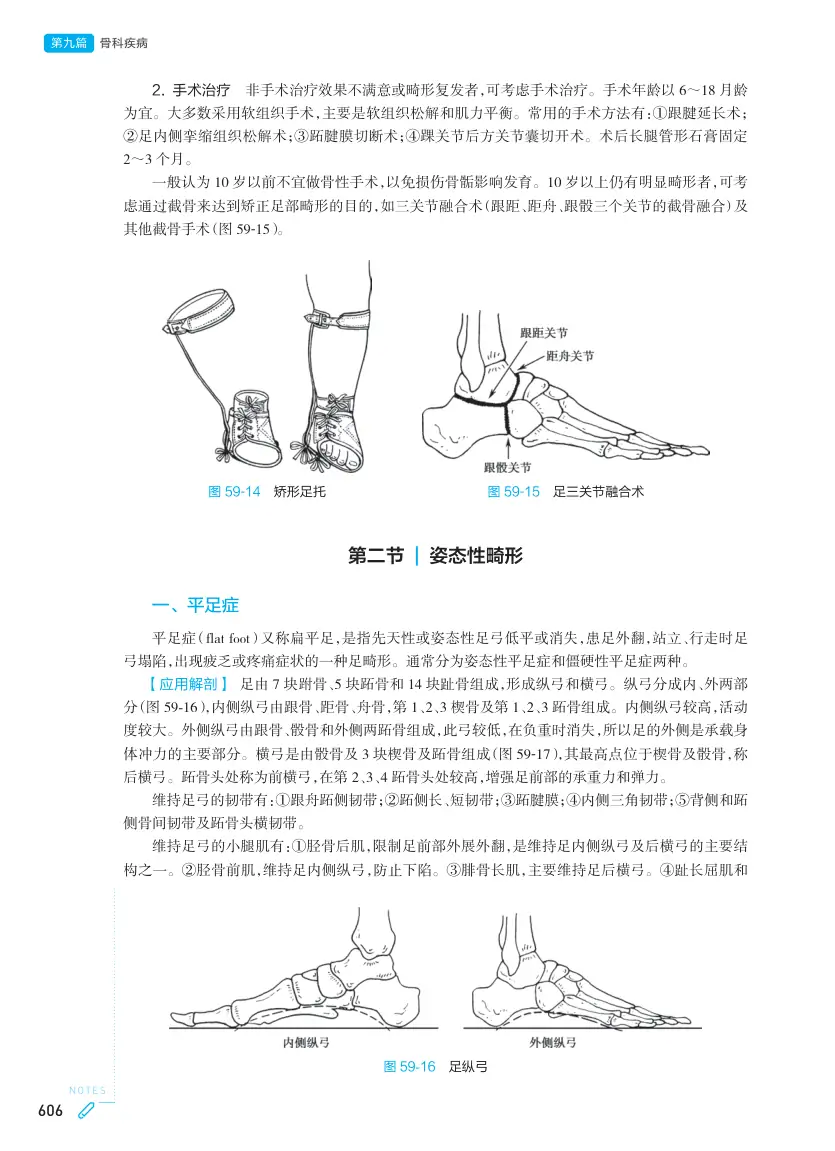 第九篇 骨科疾病
2. 手术治疗 非手术治疗效果不满意或畸形复发者,可考虑手术治疗。手术年龄以 6～18 月龄
为宜。大多数采用软组织手术,主要是软组织松解和肌力平衡。常用的手术方法有:①跟腱延长术;
②足内侧挛缩组织松解术;③跖腱膜切断术;④踝关节后方关节囊切开术。术后长腿管形石膏固定
2～3 个月。
一般认为 10 岁以前不宜做骨性手术,以免损伤骨骺影响发育。10 岁以上仍有明显畸形者,可考
虑通过截骨来达到矫正足部畸形的目的,如三关节融合术(跟距、距舟、跟骰三个关节的截骨融合)及
其他截骨手术(图 59-15)。
跟距关节
距舟关节
跟骰关节
图 59-14 矫形足托
图 59-15 足三关节融合术
第二节 | 姿态性畸形
一、平足症
平足症(flat foot)又称扁平足,是指先天性或姿态性足弓低平或消失,患足外翻,站立、行走时足
弓塌陷,出现疲乏或疼痛症状的一种足畸形。通常分为姿态性平足症和僵硬性平足症两种。
【应用解剖】 足由 7 块跗骨、5 块跖骨和 14 块趾骨组成,形成纵弓和横弓。纵弓分成内、外两部
分(图 59-16),内侧纵弓由跟骨、距骨、舟骨,第 1、2、3 楔骨及第 1、2、3 跖骨组成。内侧纵弓较高,活动
度较大。外侧纵弓由跟骨、骰骨和外侧两跖骨组成,此弓较低,在负重时消失,所以足的外侧是承载身
体冲力的主要部分。横弓是由骰骨及 3 块楔骨及跖骨组成(图 59-17),其最高点位于楔骨及骰骨,称
后横弓。跖骨头处称为前横弓,在第 2、3、4 跖骨头处较高,增强足前部的承重力和弹力。
维持足弓的韧带有:①跟舟跖侧韧带;②跖侧长、短韧带;③跖腱膜;④内侧三角韧带;⑤背侧和跖
侧骨间韧带及跖骨头横韧带。
维持足弓的小腿肌有:①胫骨后肌,限制足前部外展外翻,是维持足内侧纵弓及后横弓的主要结
构之一。②胫骨前肌,维持足内侧纵弓,防止下陷。③腓骨长肌,主要维持足后横弓。④趾长屈肌和
内侧纵弓
外侧纵弓
图 59-16 足纵弓
NOTES
606